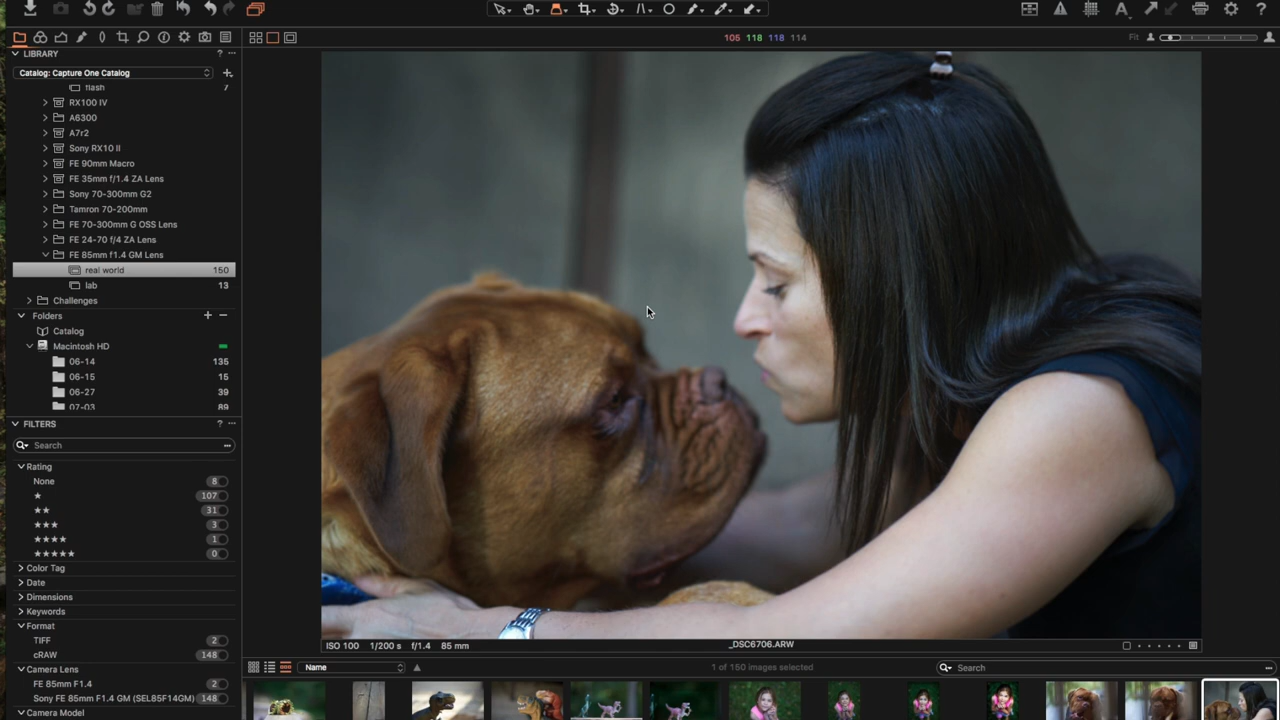 105 118 118 114
Fit
LIBRARY ? ...
Catalog: Capture One Catalog
flash 7
RX100 IV
A6300
A7r2
Sony RX10 II
FE 90mm Macro
FE 35mm f/1.4 ZA Lens
Sony 70-300mm G2
Tamron 70-200mm
FE 70-300mm G OSS Lens
FE 24-70 f/4 ZA Lens
FE 85mm f1.4 GM Lens
real world 150
lab 13
Challenges
Folders + −
Catalog
Macintosh HD
06-14 135
06-15 15
06-27 39
07-03 89
FILTERS ? ...
Search
Rating
None 8
★ 107
★★ 31
★★★ 3
★★★★ 1
★★★★★ 0
Color Tag
Date
Dimensions
Keywords
Format
TIFF 2
cRAW 148
Camera Lens
FE 85mm F1.4 2
Sony FE 85mm F1.4 GM (SEL85F14GM) 148
Camera Model
ISO 100 1/200 s f/1.4 85 mm
_DSC6706.ARW
Name
1 of 150 images selected
Search